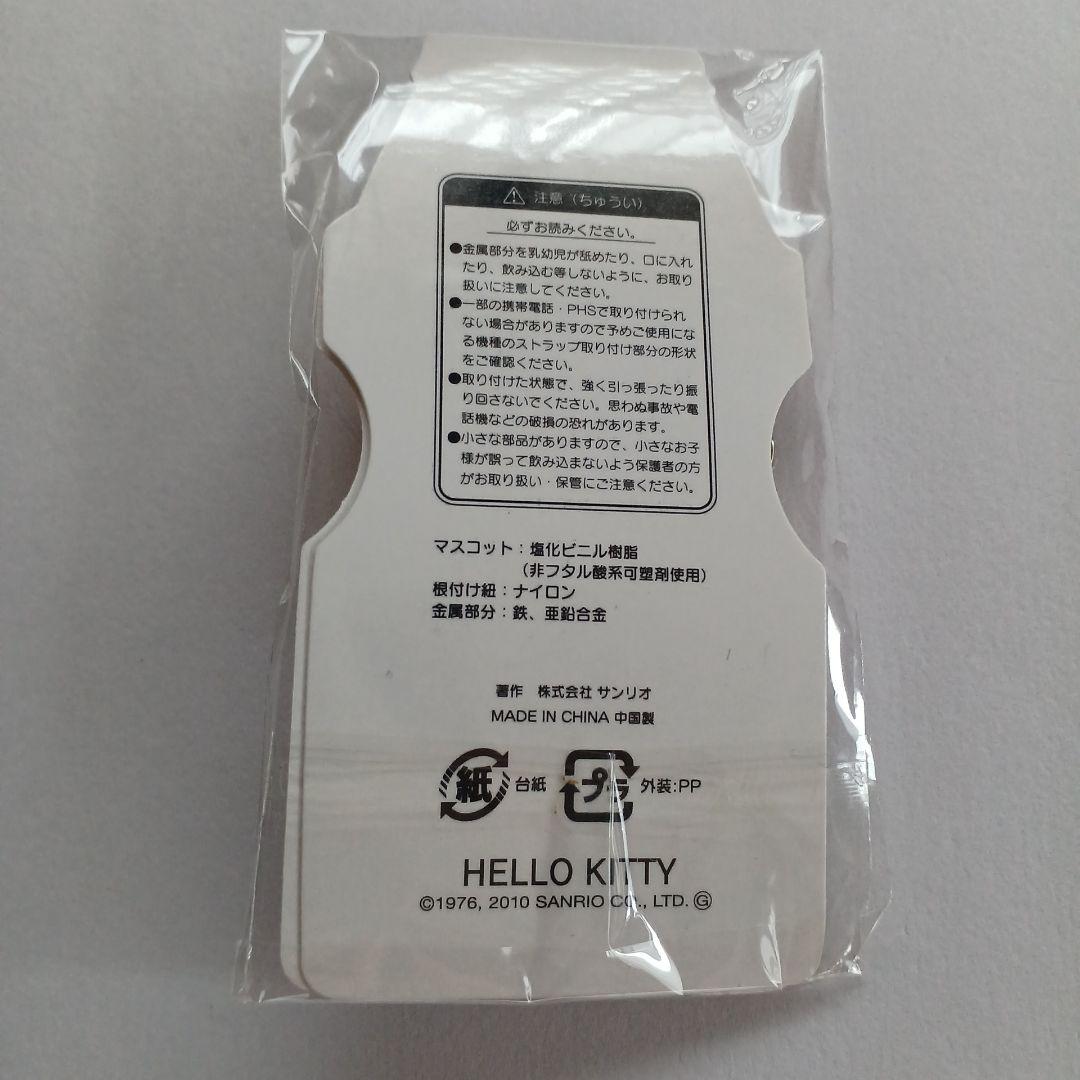 ⚠ 注意（ちゅうい）
必ずお読みください。
●金属部分を乳幼児が舐めたり、口に入れ
たり、飲み込む等しないように、お取り
扱いに注意してください。
●一部の携帯電話・PHSで取り付けられ
ない場合がありますので予めご使用にな
る機種のストラップ取り付け部分の形状
をご確認ください。
●取り付けた状態で、強く引っ張ったり振
り回さないでください。思わぬ事故や電
話機などの破損の恐れがあります。
●小さな部品がありますので、小さなお子
様が誤って飲み込まないよう保護者の方
がお取り扱い・保管にご注意ください。
マスコット：塩化ビニル樹脂
（非フタル酸系可塑剤使用）
根付け紐：ナイロン
金属部分：鉄、亜鉛合金
著作 株式会社 サンリオ
MADE IN CHINA 中国製
紙 台紙 プラ 外装:PP
HELLO KITTY
©1976, 2010 SANRIO CO., LTD. Ⓖ